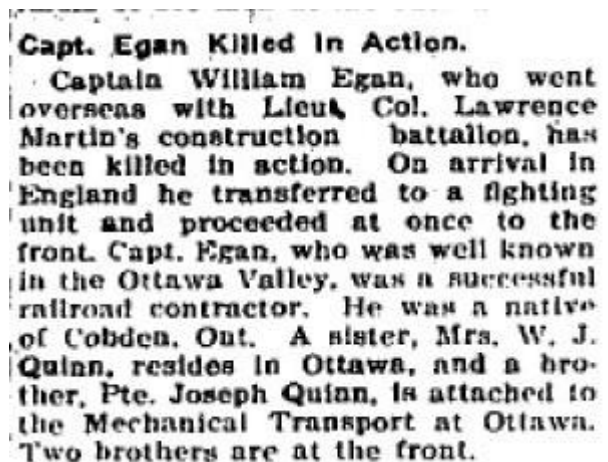 Capt. Egan Killed In Action.
Captain William Egan, who went
overseas with Lieut. Col. Lawrence
Martin's construction battalion, has
been killed in action. On arrival in
England he transferred to a fighting
unit and proceeded at once to the
front. Capt. Egan, who was well known
in the Ottawa Valley, was a successful
railroad contractor. He was a native
of Cobden, Ont. A sister, Mrs. W. J.
Quinn, resides in Ottawa, and a bro-
ther, Pte. Joseph Quinn, is attached to
the Mechanical Transport at Ottawa.
Two brothers are at the front.